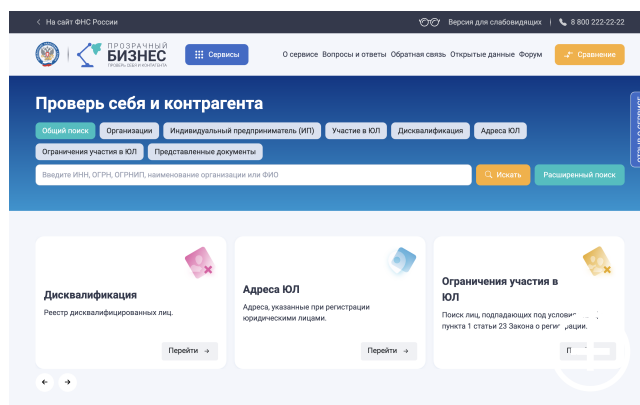 На сайт ФНС России
Версия для слабовидящих
8 800 222-22-22
ПРОЗРАЧНЫЙ
БИЗНЕС
ПРОВЕРЬ СЕБЯ И КОНТРАГЕНТА
Сервисы
О сервисе Вопросы и ответы Обратная связь Открытые данные Форум
Сравнение
Проверь себя и контрагента
Общий поиск
Организации
Индивидуальный предприниматель (ИП)
Участие в ЮЛ
Дисквалификация
Адреса ЮЛ
Ограничения участия в ЮЛ
Представленные документы
Введите ИНН, ОГРН, ОГРНИП, наименование организации или ФИО
Искать
Расширенный поиск
Дисквалификация
Реестр дисквалифицированных лиц.
Перейти →
Адреса ЮЛ
Адреса, указанные при регистрации
юридическими лицами.
Перейти →
Ограничения участия в
ЮЛ
Поиск лиц, подпадающих под
пункта 1 статьи 23 Закона о